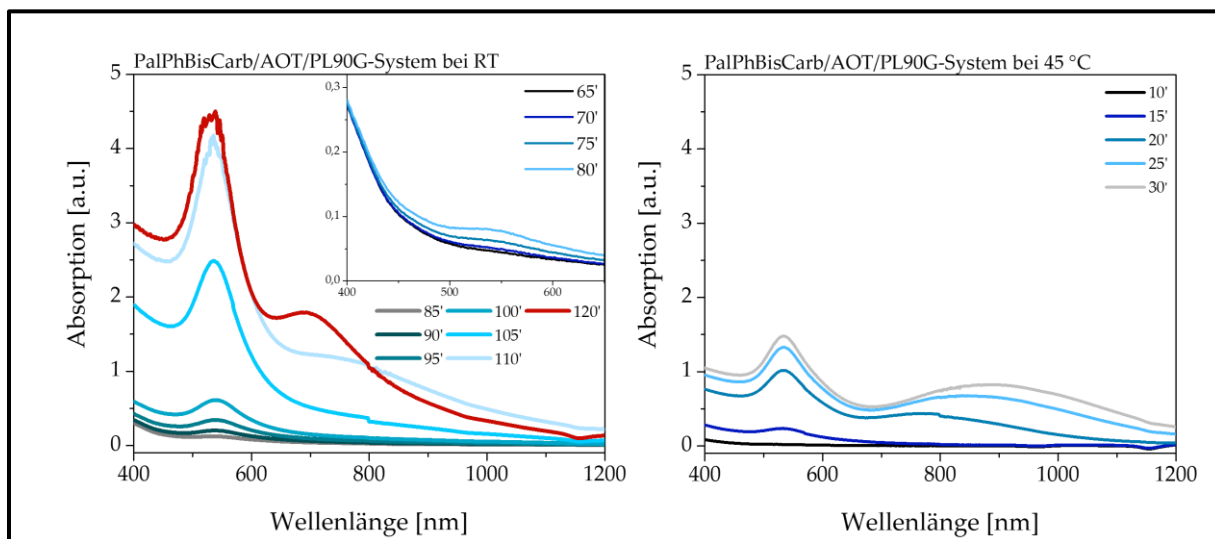 PalPhBisCarb/AOT/PL90G-System bei RT
5
4
3
2
1
0
Absorption [a.u.]
0,3
0,2
0,1
0,0
400 500 600
65'
70'
75'
80'
85' 100' 120'
90' 105'
95' 110'
400 600 800 1000 1200
Wellenlänge [nm]
PalPhBisCarb/AOT/PL90G-System bei 45 °C
5
4
3
2
1
0
Absorption [a.u.]
10'
15'
20'
25'
30'
400 600 800 1000 1200
Wellenlänge [nm]